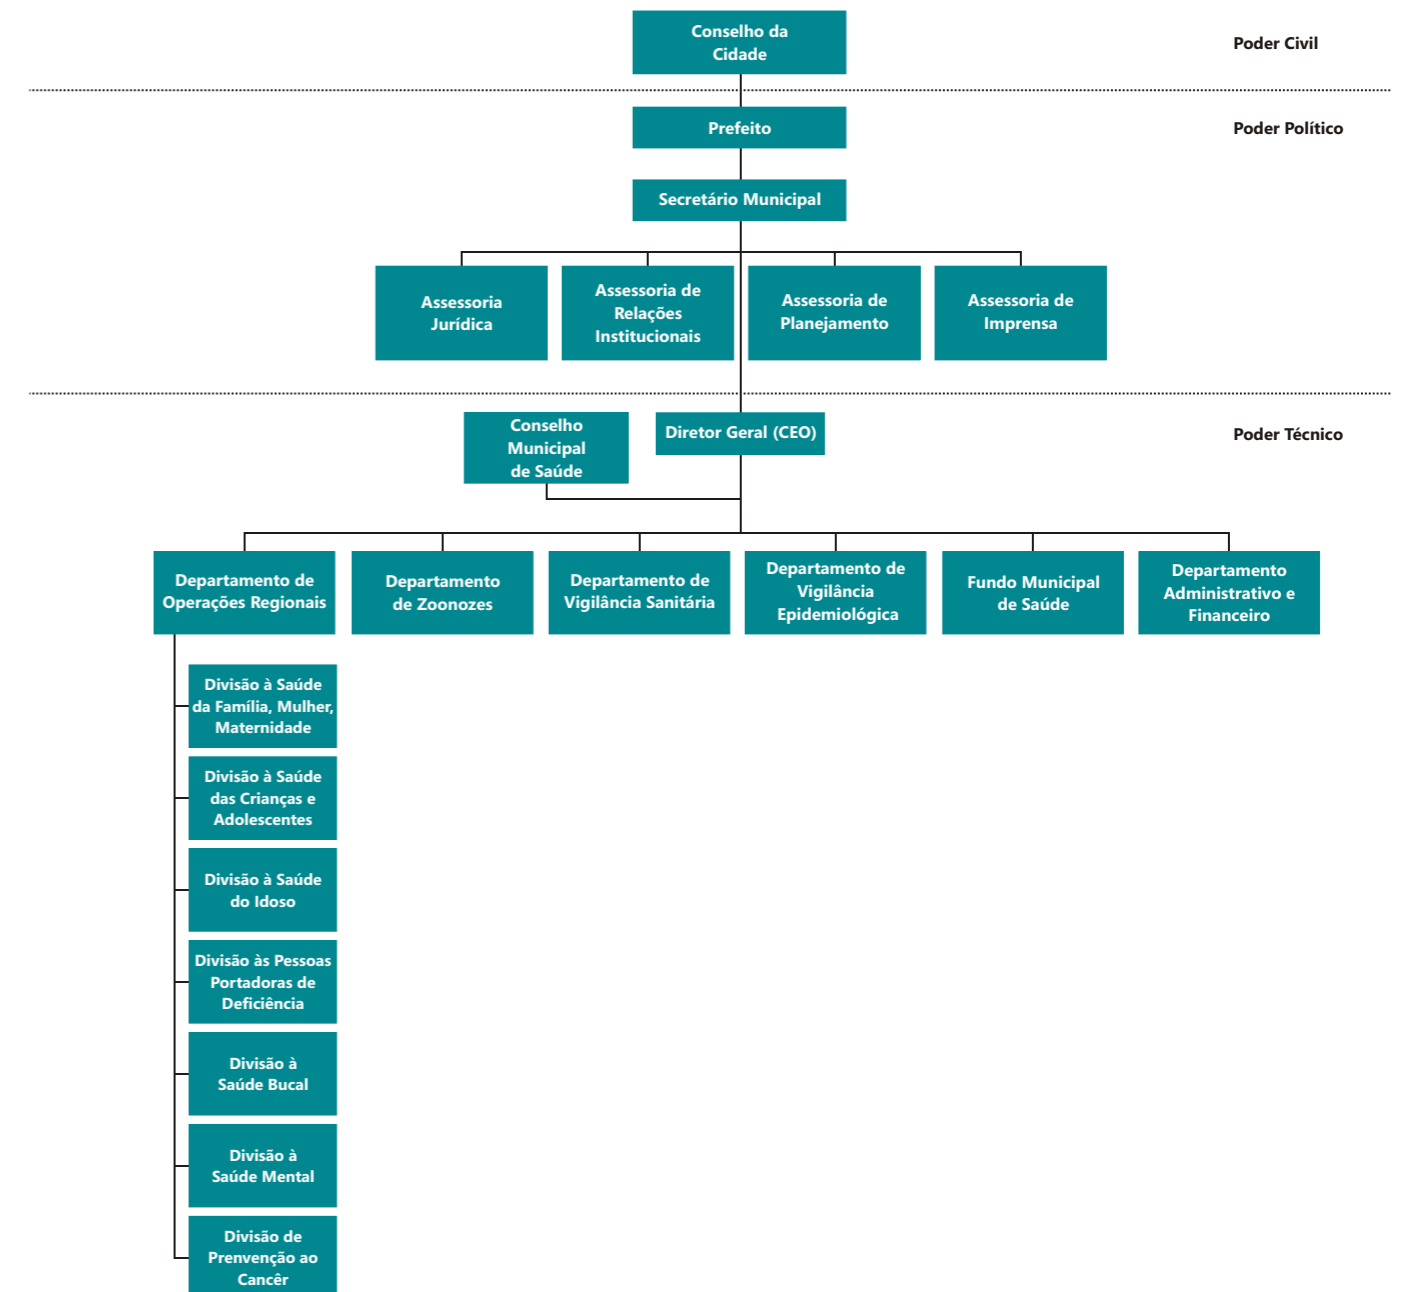 Conselho da
Cidade
Poder Civil
Prefeito
Poder Político
Secretário Municipal
Assessoria
Jurídica
Assessoria de
Relações
Institucionais
Assessoria de
Planejamento
Assessoria de
Imprensa
Conselho
Municipal
de Saúde
Diretor Geral (CEO)
Poder Técnico
Departamento de
Operações Regionais
Departamento
de Zoonozes
Departamento de
Vigilância Sanitária
Departamento de
Vigilância
Epidemiológica
Fundo Municipal
de Saúde
Departamento
Administrativo e
Financeiro
Divisão à Saúde
da Família, Mulher,
Maternidade
Divisão à Saúde
das Crianças e
Adolescentes
Divisão à Saúde
do Idoso
Divisão às Pessoas
Portadoras de
Deficiência
Divisão à
Saúde Bucal
Divisão à
Saúde Mental
Divisão de
Prenvenção ao
Cancêr